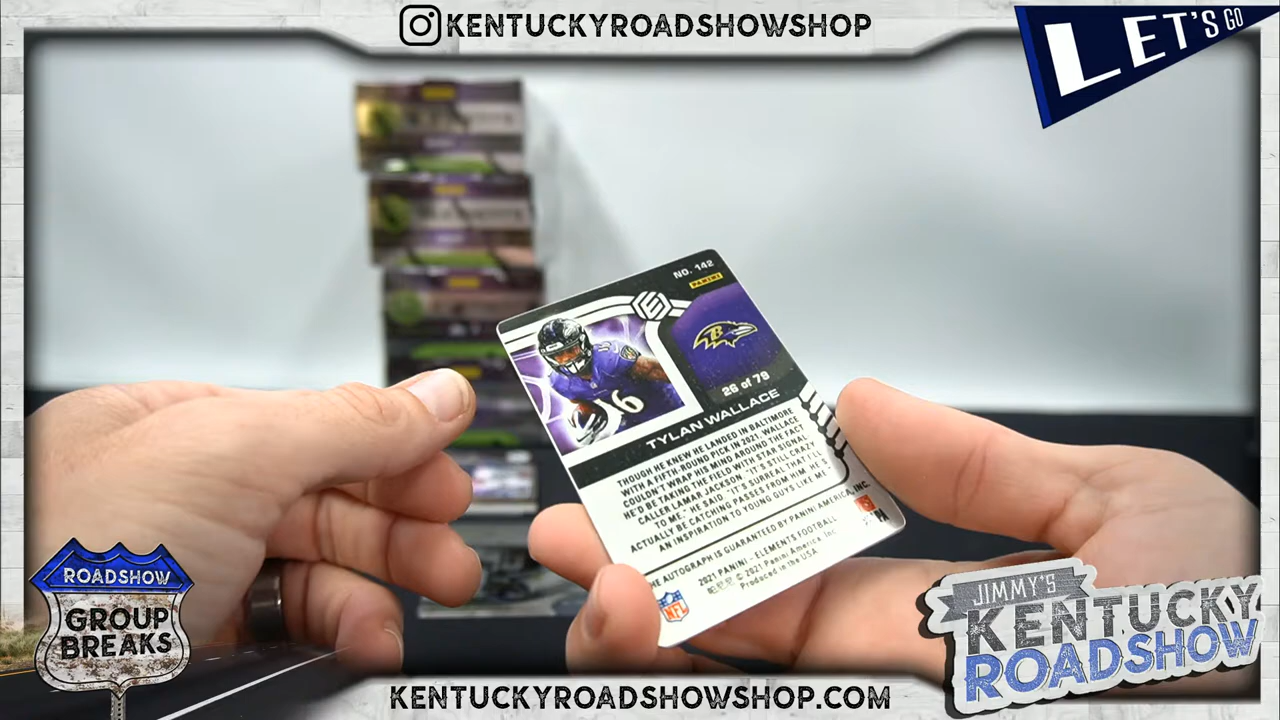 KENTUCKYROADSHOWSHOP
LET'S GO
NO. 142
PANINI
26 of 79
16
TYLAN WALLACE
THOUGH HE KNEW HE LANDED IN BALTIMORE
WITH A FIFTH-ROUND PICK IN 2021, WALLACE
COULDN'T WRAP HIS MIND AROUND THE FACT
HE'D BE TAKING THE FIELD WITH STAR SIGNAL
CALLER LAMAR JACKSON. "IT'S STILL CRAZY
TO ME," HE SAID. "IT'S SURREAL THAT I'LL
ACTUALLY BE CATCHING PASSES FROM HIM. HE'S
AN INSPIRATION TO YOUNG GUYS LIKE ME."
HE AUTOGRAPH IS GUARANTEED BY PANINI AMERICA, INC.
2021 PANINI - ELEMENTS FOOTBALL
© 2021 Panini America, Inc.
Produced in the USA
NFL
PA
ROADSHOW
GROUP
BREAKS
JIMMY'S
KENTUCKY
ROADSHOW
KENTUCKYROADSHOWSHOP.COM